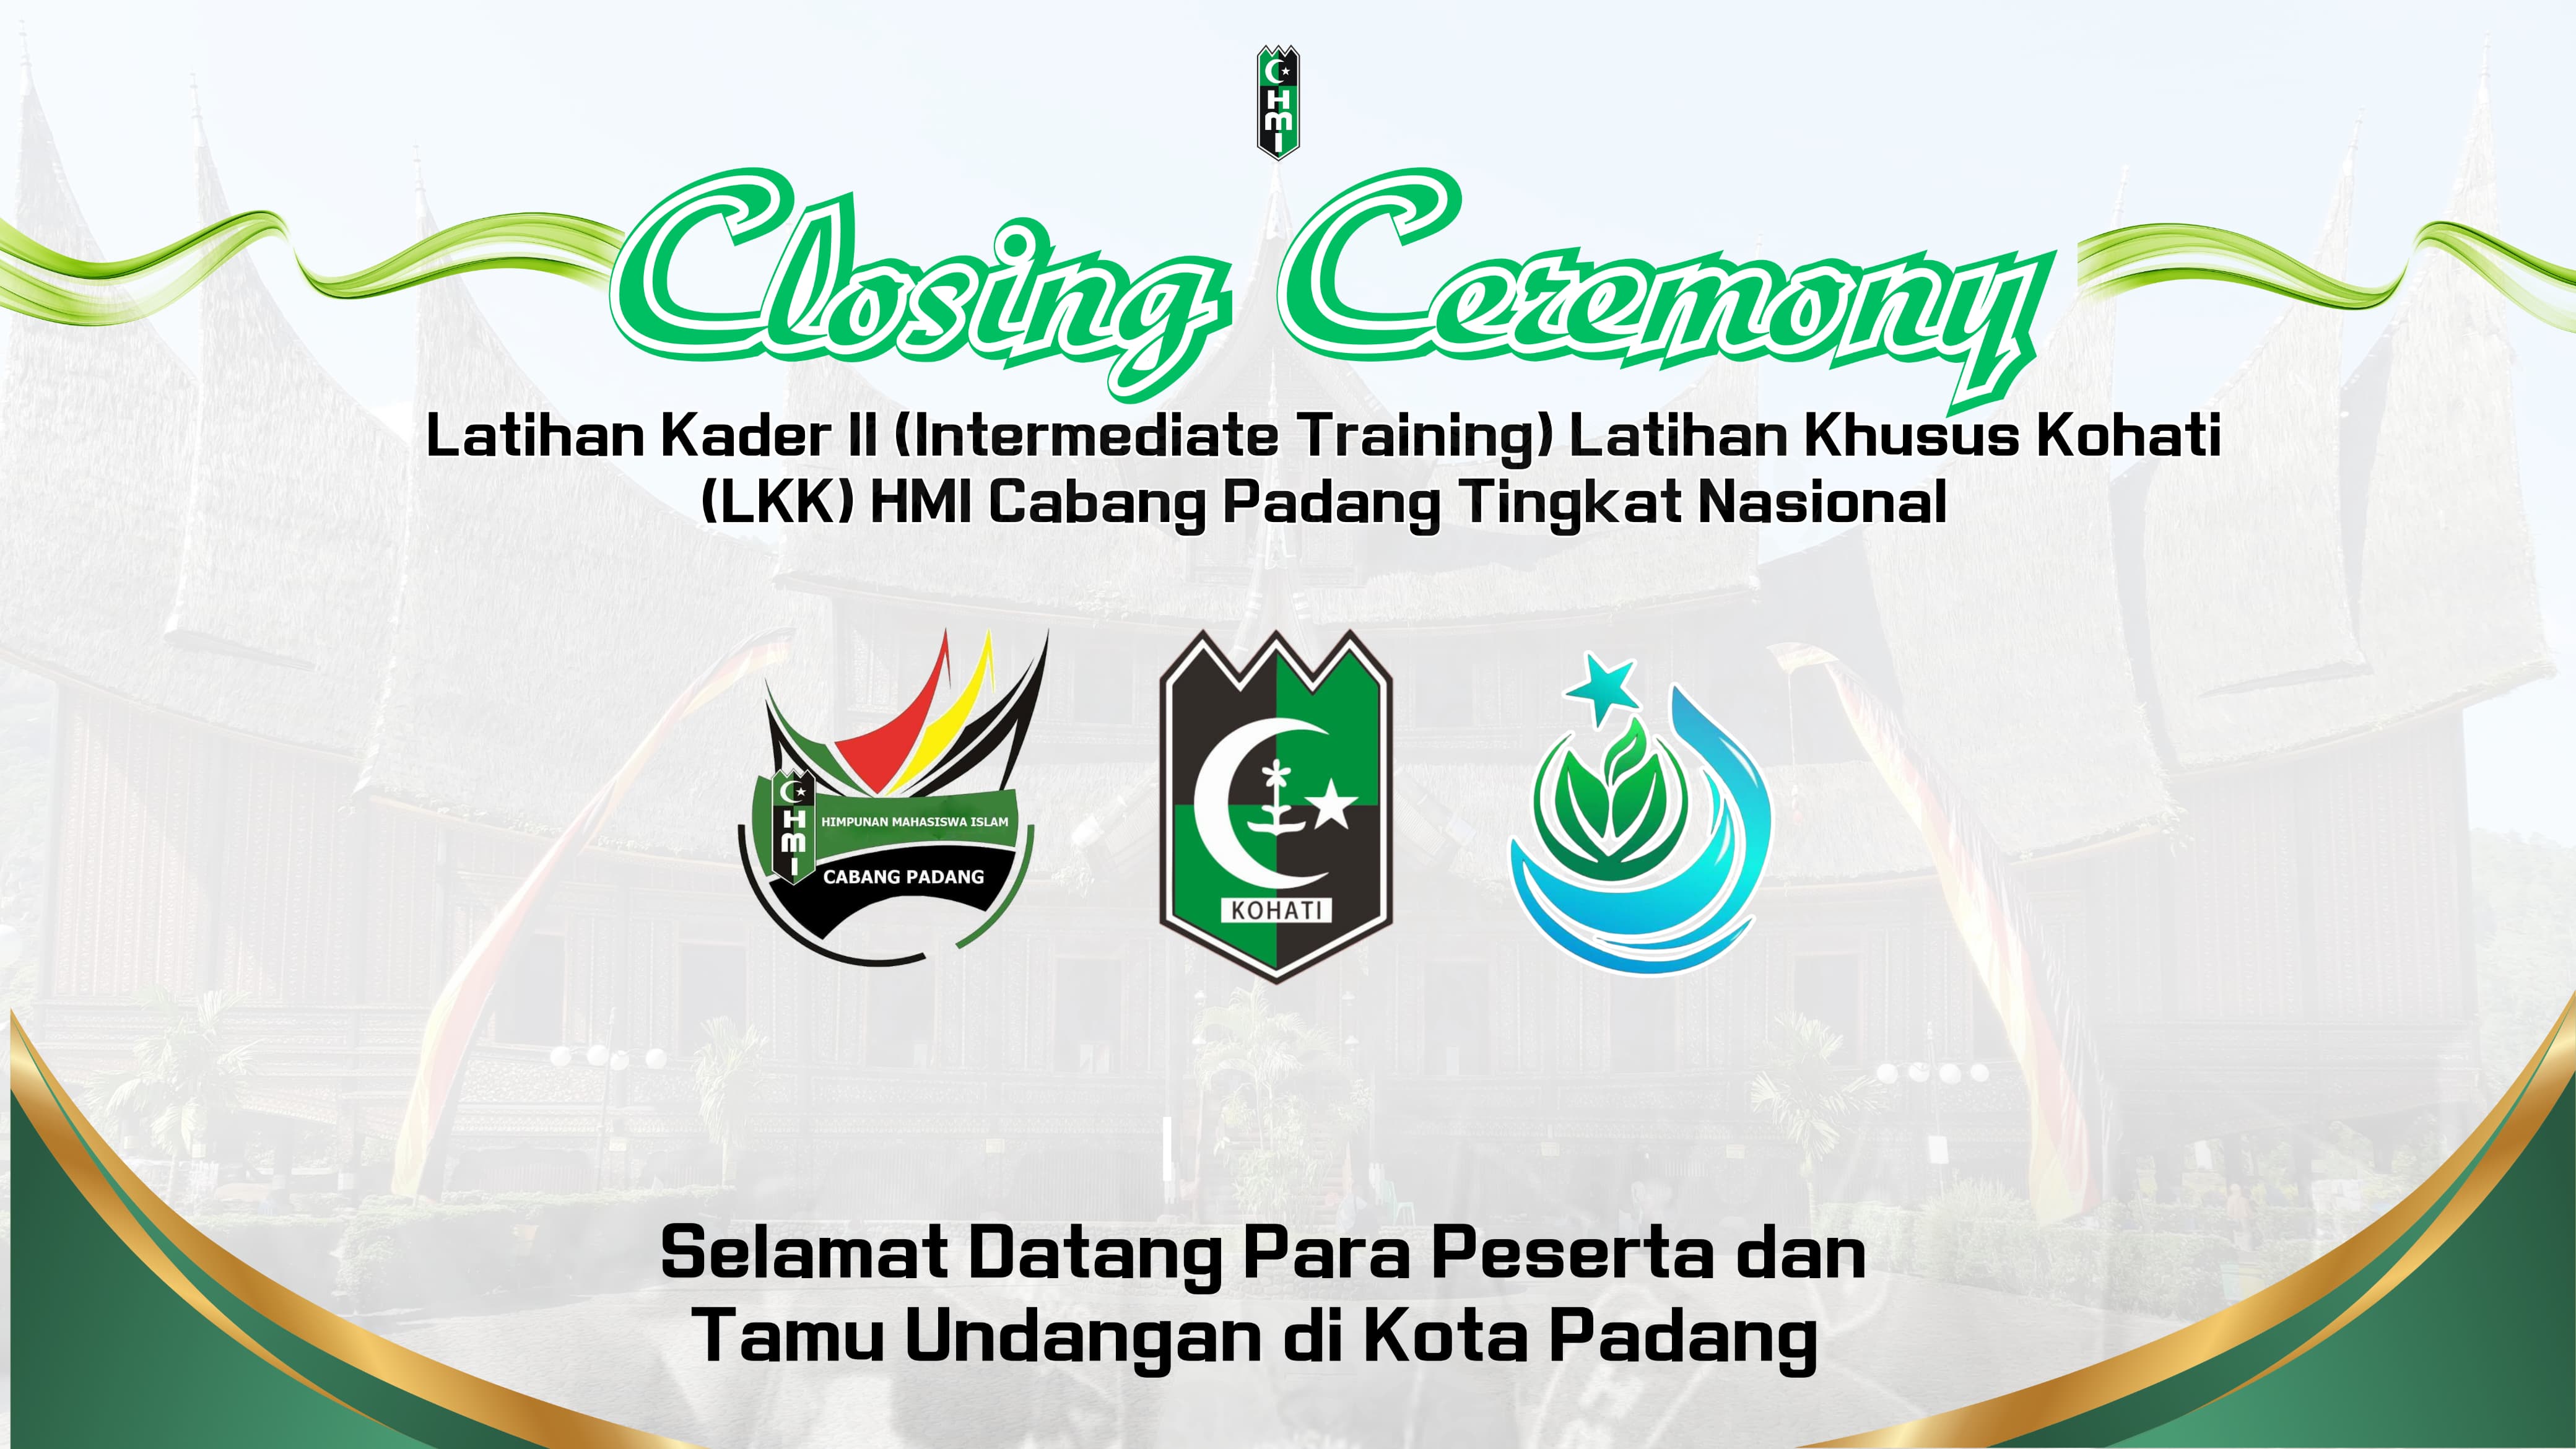 HMI
Closing Ceremony
Latihan Kader II (Intermediate Training) Latihan Khusus Kohati
(LKK) HMI Cabang Padang Tingkat Nasional
HMI
HIMPUNAN MAHASISWA ISLAM
CABANG PADANG
KOHATI
Selamat Datang Para Peserta dan
Tamu Undangan di Kota Padang